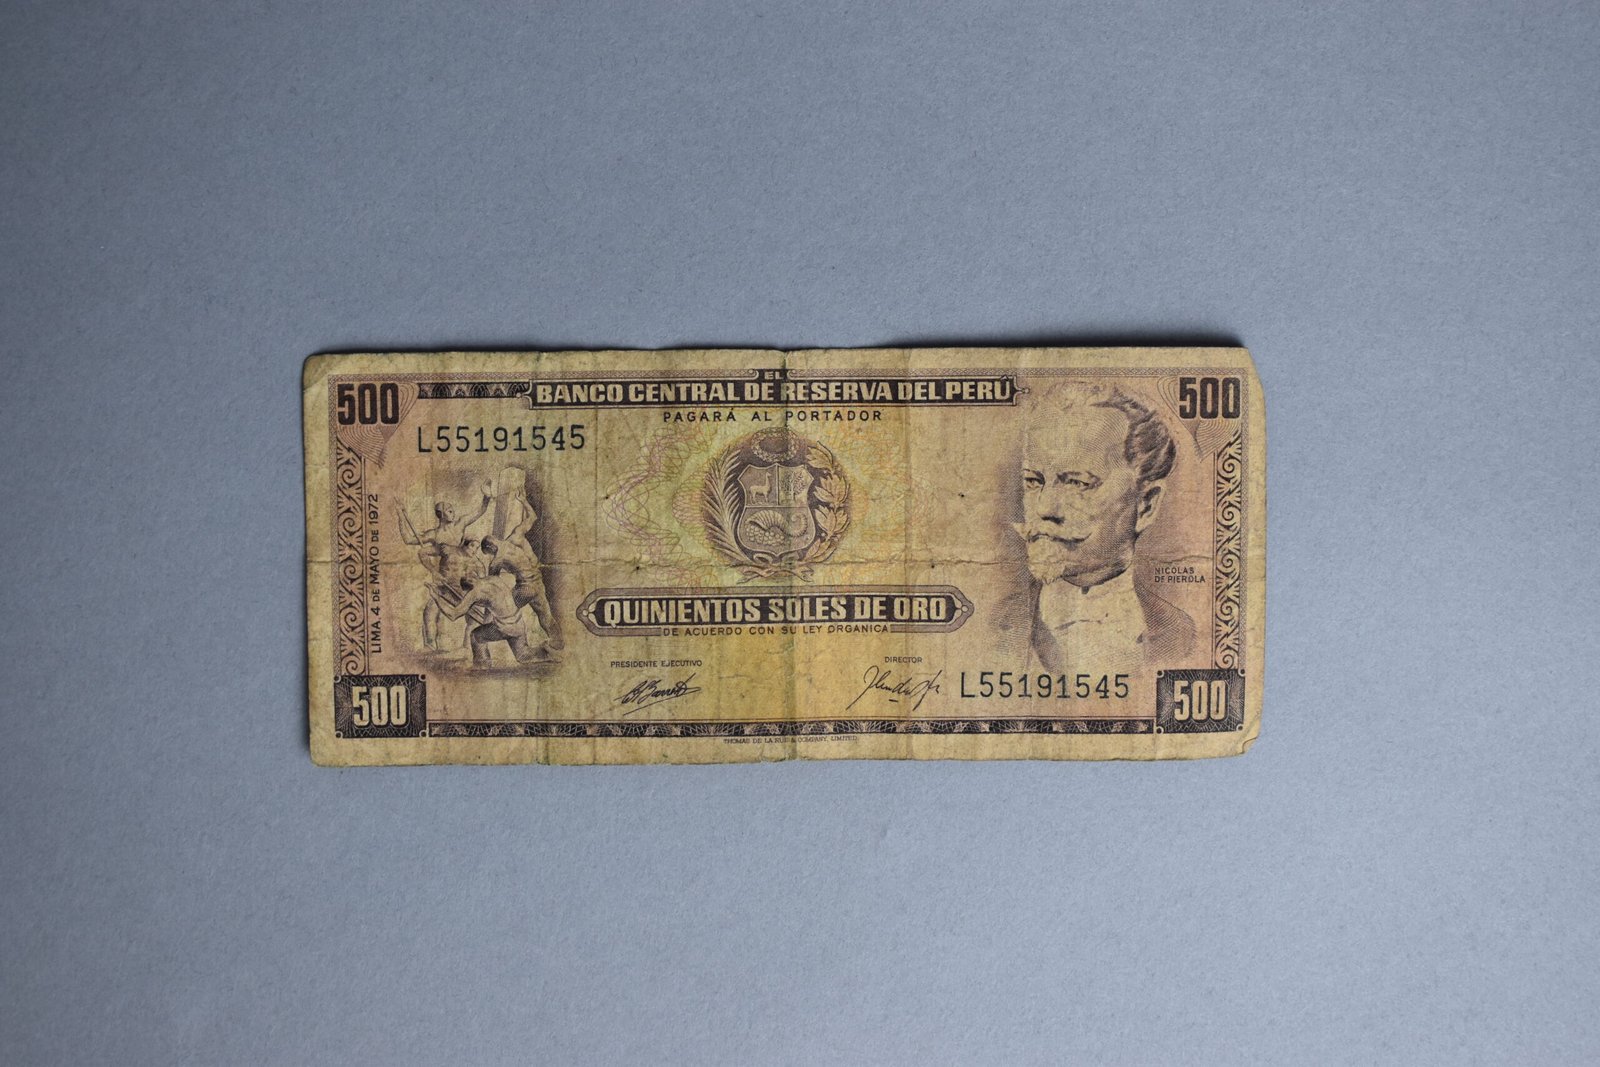 EL
BANCO CENTRAL DE RESERVA DEL PERÚ
PAGARÁ AL PORTADOR
500
500
L55191545
LIMA 4 DE MAYO DE 1972
NICOLAS
DE PIEROLA
QUINIENTOS SOLES DE ORO
DE ACUERDO CON SU LEY ORGANICA
PRESIDENTE EJECUTIVO
DIRECTOR
L55191545
500
500
THOMAS DE LA RUE & COMPANY, LIMITED